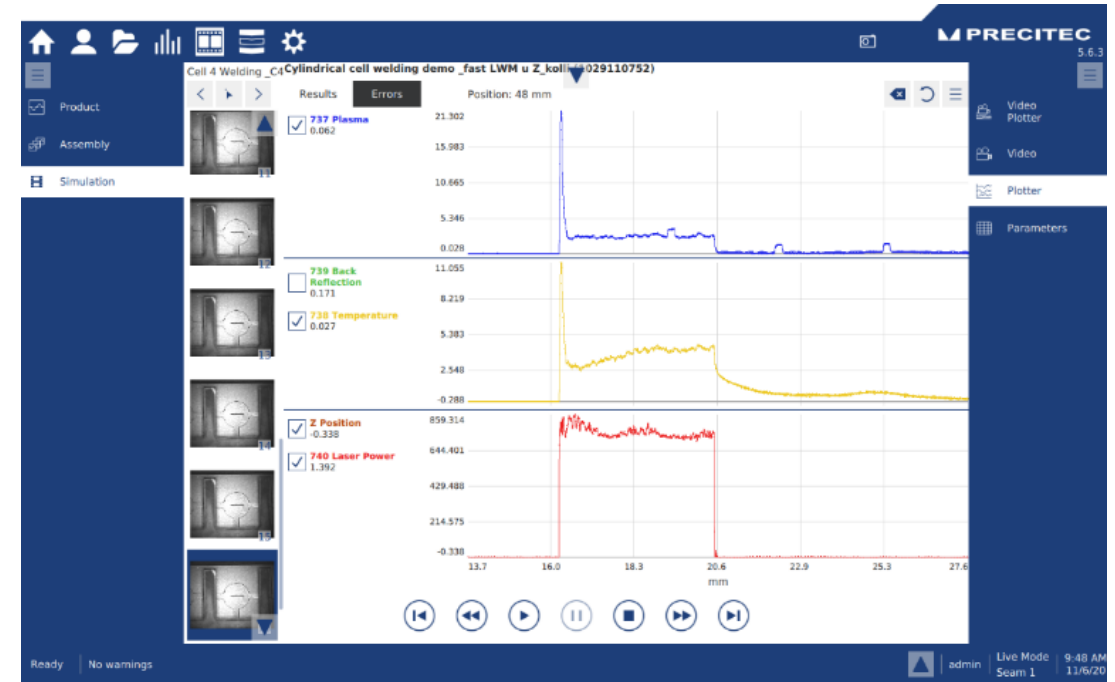 PRECITEC
5.6.3
Cell 4 Welding _C4
Cylindrical cell welding demo _fast LWM u Z_kolli
029110752)
Product
Assembly
Simulation
Results
Errors
Position: 48 mm
Video
Plotter
Video
Plotter
Parameters
11
12
13
14
15
737 Plasma
0.062
21.302
15.983
10.665
5.346
0.028
739 Back
Reflection
0.171
738 Temperature
0.027
11.055
8.219
5.383
2.548
-0.288
Z Position
-0.338
740 Laser Power
1.392
859.314
644.401
429.488
214.575
-0.338
13.7 16.0 18.3 20.6 22.9 25.3 27.6
mm
Ready
No warnings
admin
Live Mode
Seam 1
9:48 AM
11/6/20